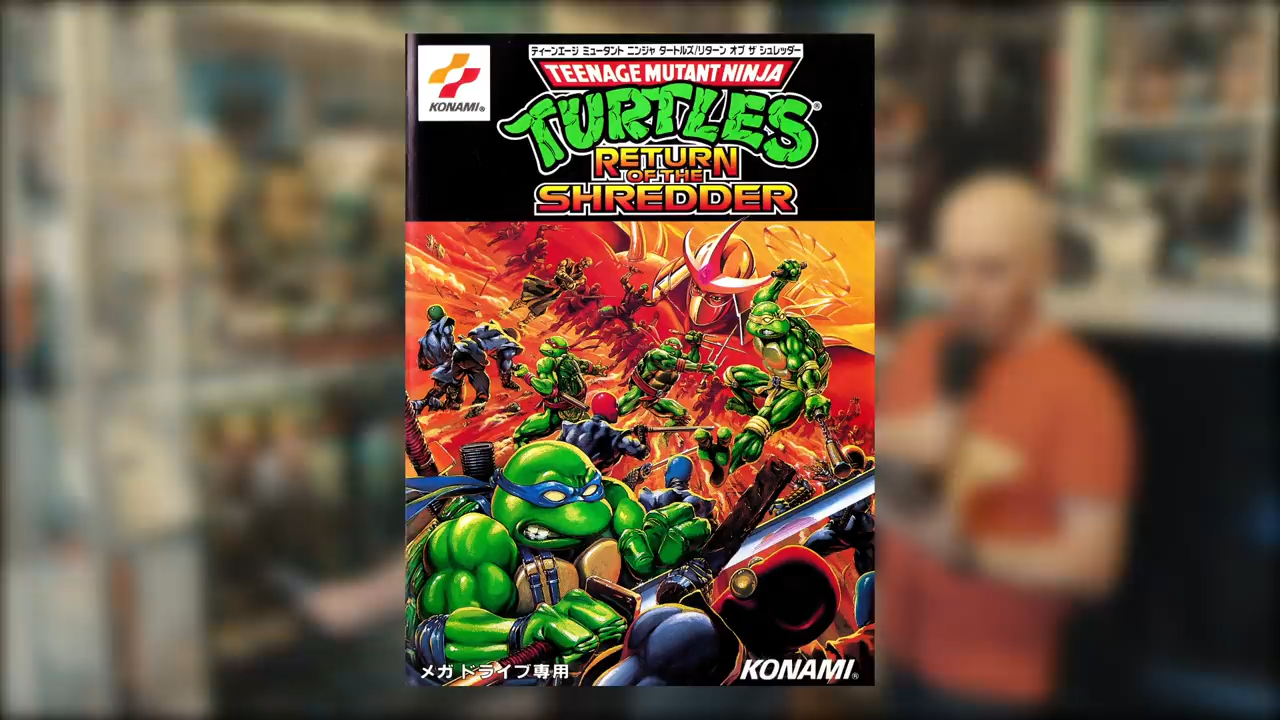 KONAMI®
ティーンエージ ミュータント ニンジャ タートルズ/リターン オブ ザ シュレッダー
TEENAGE MUTANT NINJA
TURTLES®
RETURN
OF THE
SHREDDER
メガドライブ専用
KONAMI®